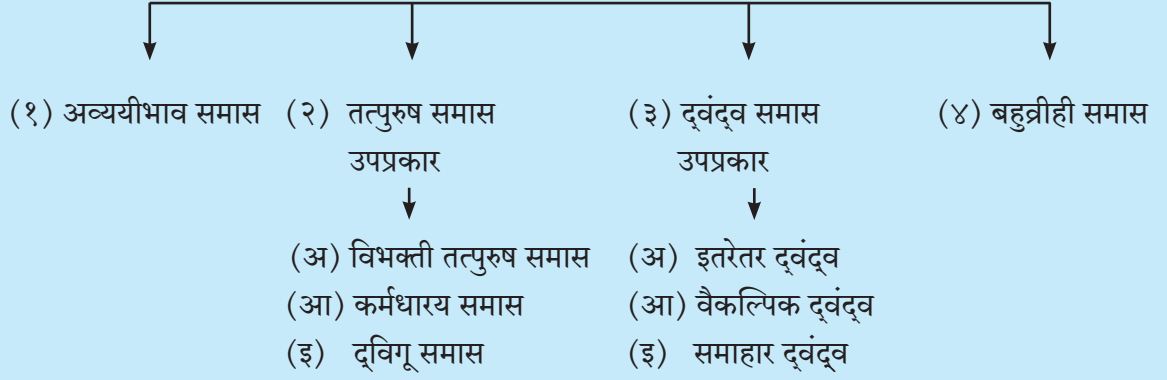 (१) अव्ययीभाव समास (२) तत्पुरुष समास (३) द्‌वंद्‌व समास (४) बहुव्रीही समास
उपप्रकार उपप्रकार
(अ) विभक्ती तत्पुरुष समास (अ) इतरेतर द्‌वंद्‌व
(आ) कर्मधारय समास (आ) वैकल्पिक द्‌वंद्‌व
(इ) द्‌विगू समास (इ) समाहार द्‌वंद्‌व